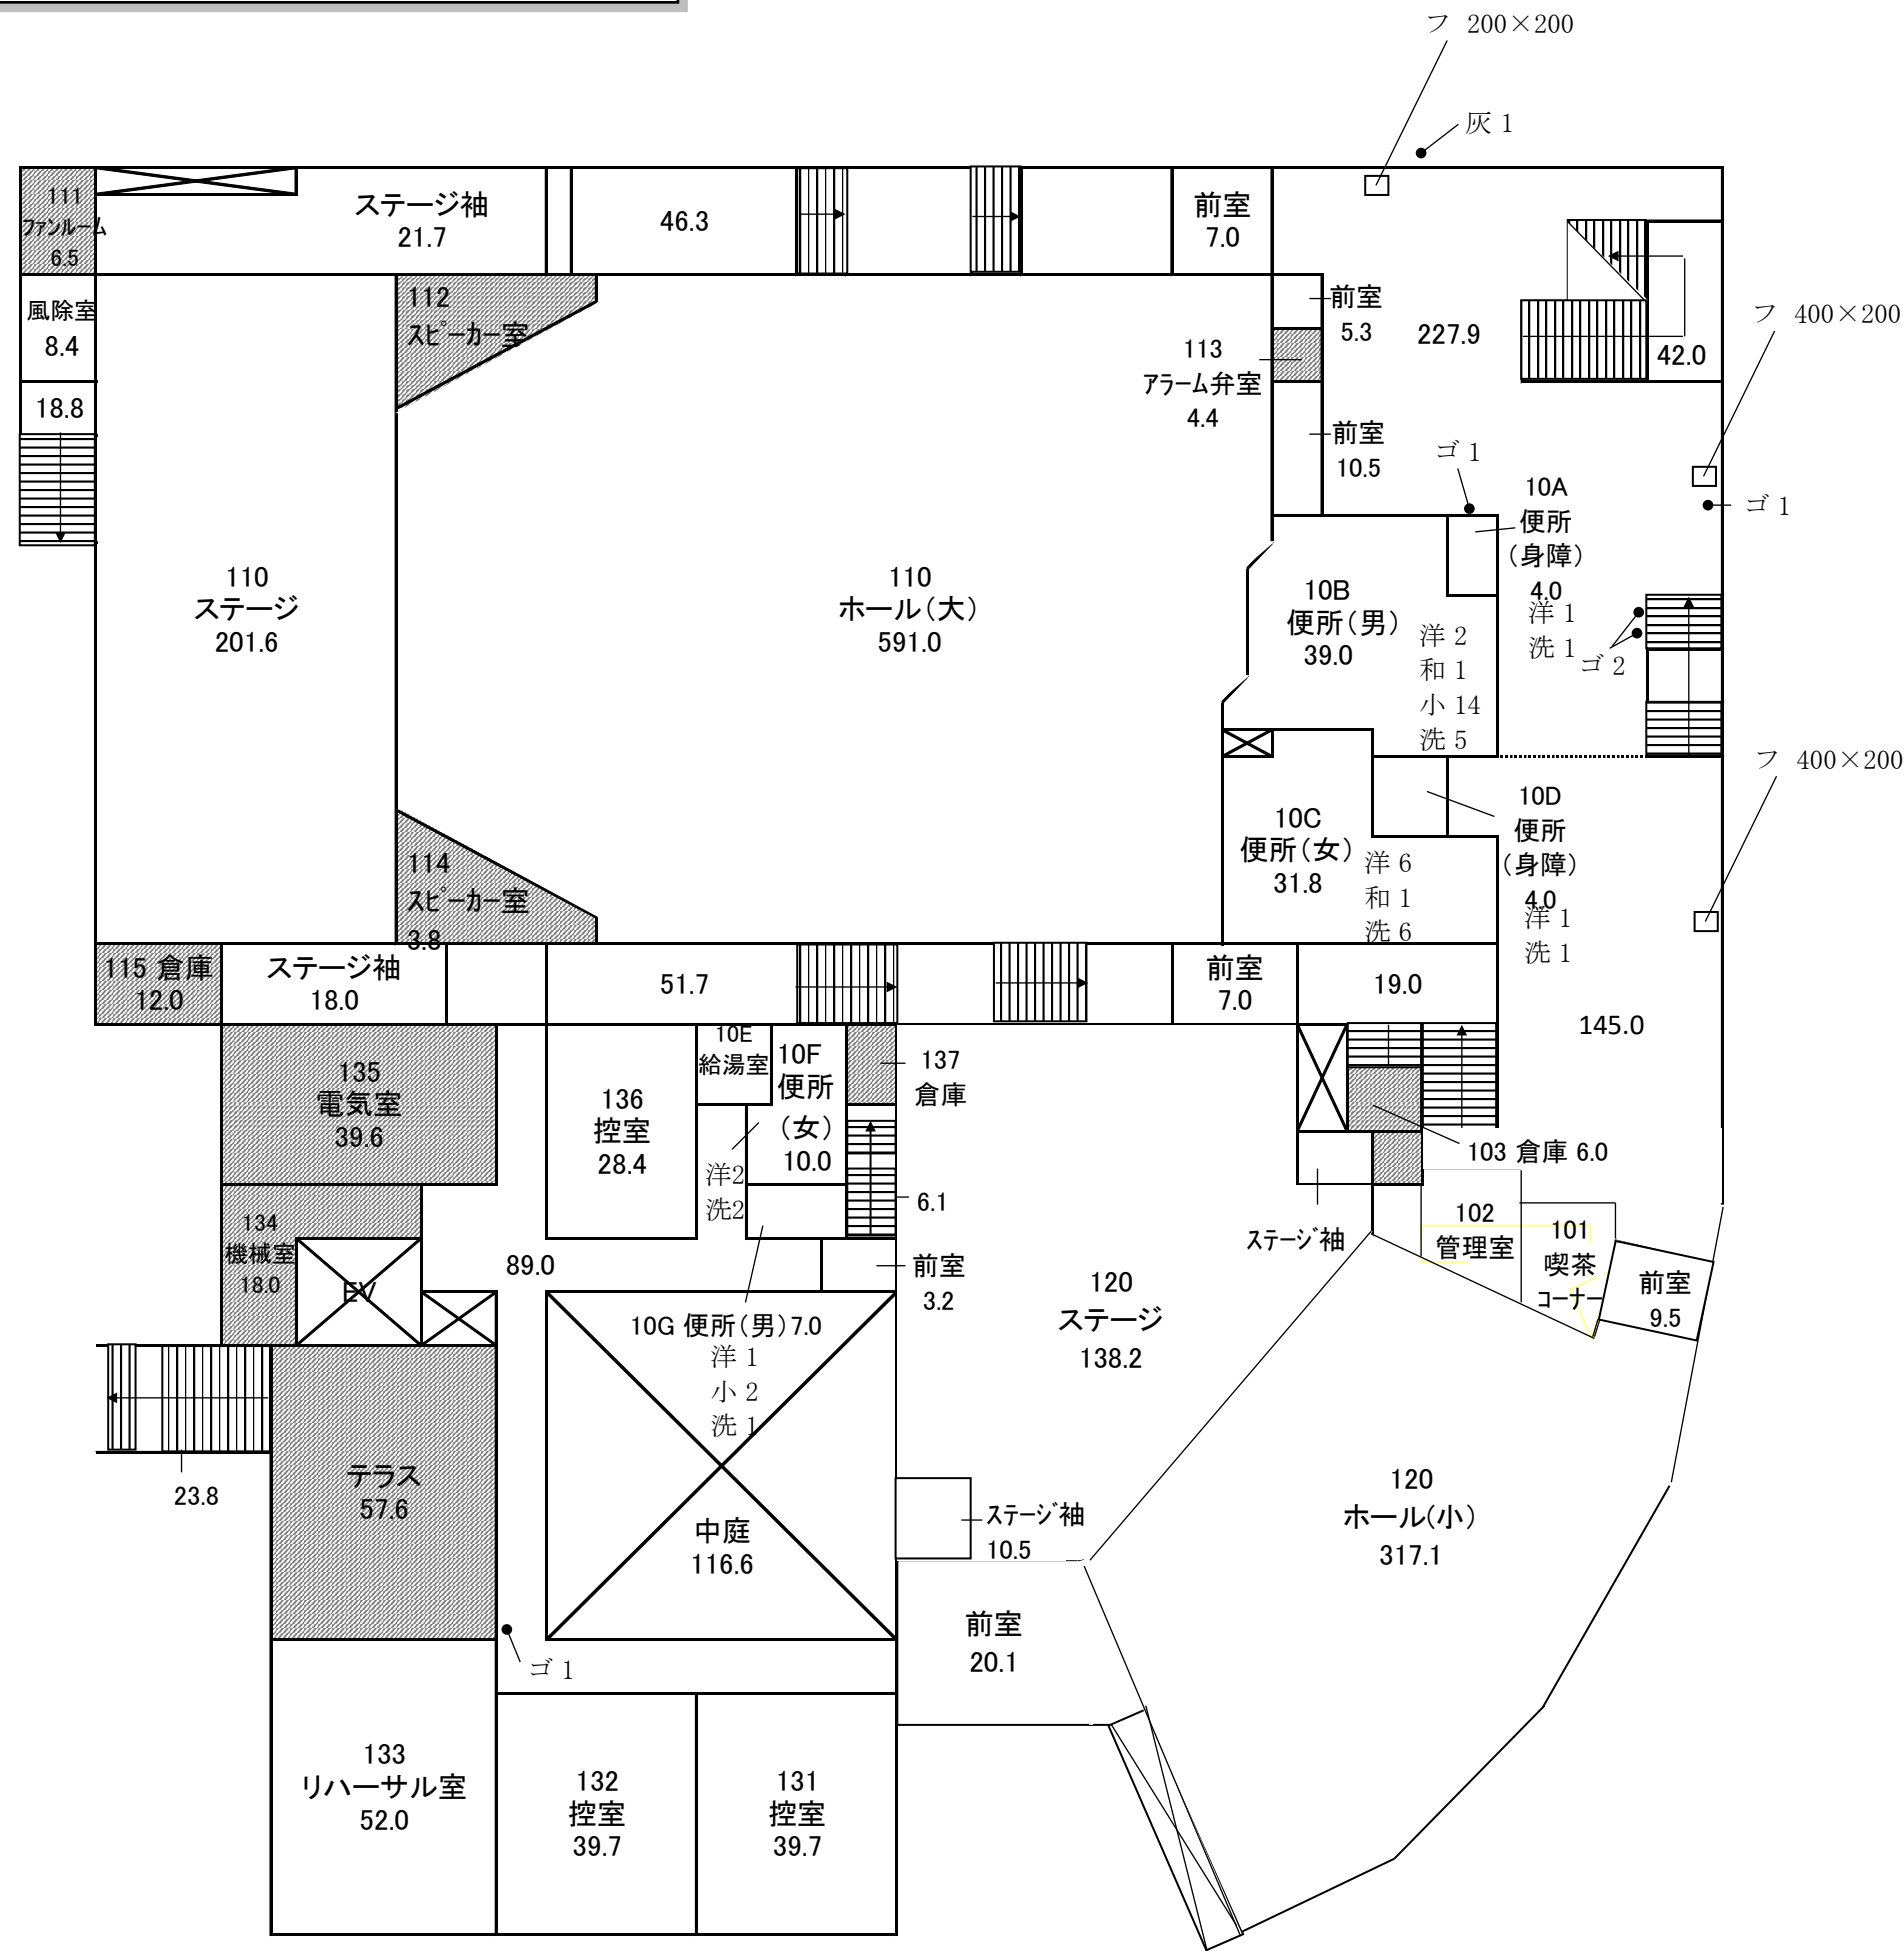 フ 200×200
灰 1
111
ファンルーム
6.5
ステージ袖
21.7
46.3
前室
7.0
風除室
8.4
18.8
112
スピーカー室
前室
5.3
227.9
42.0
フ 400×200
113
アラーム弁室
4.4
前室
10.5
ゴ 1
10A
便所
(身障)
4.0
洋 1
洗 1
ゴ 1
ゴ 2
110
ステージ
201.6
110
ホール(大)
591.0
10B
便所(男)
39.0
洋 2
和 1
小 14
洗 5
フ 400×200
10C
便所(女)
31.8
洋 6
和 1
洗 6
10D
便所
(身障)
4.0
洋 1
洗 1
114
スピーカー室
3.8
115 倉庫
12.0
ステージ袖
18.0
51.7
前室
7.0
19.0
145.0
135
電気室
39.6
136
控室
28.4
10E
給湯室
10F
便所
(女)
10.0
洋2
洗2
137
倉庫
6.1
103 倉庫 6.0
ステージ袖
102
管理室
101
喫茶
コーナー
前室
9.5
134
機械室
18.0
EV
89.0
前室
3.2
10G 便所(男)7.0
洋 1
小 2
洗 1
120
ステージ
138.2
23.8
テラス
57.6
中庭
116.6
ステージ袖
10.5
120
ホール(小)
317.1
前室
20.1
ゴ 1
133
リハーサル室
52.0
132
控室
39.7
131
控室
39.7